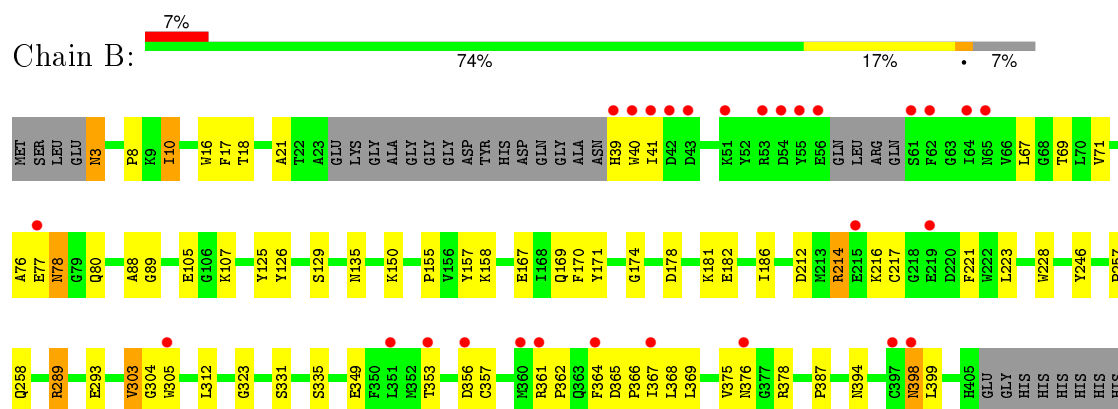 7%
Chain B:
74% 17% • 7%
MET SER LEU GLU N3 P8 K9 I10 W16 F17 T18 A21 T22 A23 GLU LYS GLY ALA GLY GLY GLY ASP TYR HIS ASP GLN GLY ALA ASN H39 W40 I41 D42 D43 K51 Y52 R53 D54 Y55 E56 GLN LEU ARG GLN S61 F62 G63 I64 N65 V66 L67 G68 T69 L70 V71
A76 E77 N78 G79 Q80 A88 G89 E105 G106 K107 Y125 Y126 S129 N135 K150 P155 V156 Y157 K158 E167 I168 Q169 F170 Y171 G174 D178 K181 E182 I186 D212 M213 R214 E215 K216 C217 G218 E219 D220 F221 W222 L223 W228 Y246
Q258 R289 E293 V303 G304 W305 L312 G323 S331 S335 E349 F350 L351 M352 T353 D356 C357 M360 R361 P362 Q363 F364 D365 P366 I367 L368 L369 V375 N376 G377 R378 P387 N394 C397 N398 L399 H405 GLU GLY HIS HIS HIS HIS HIS